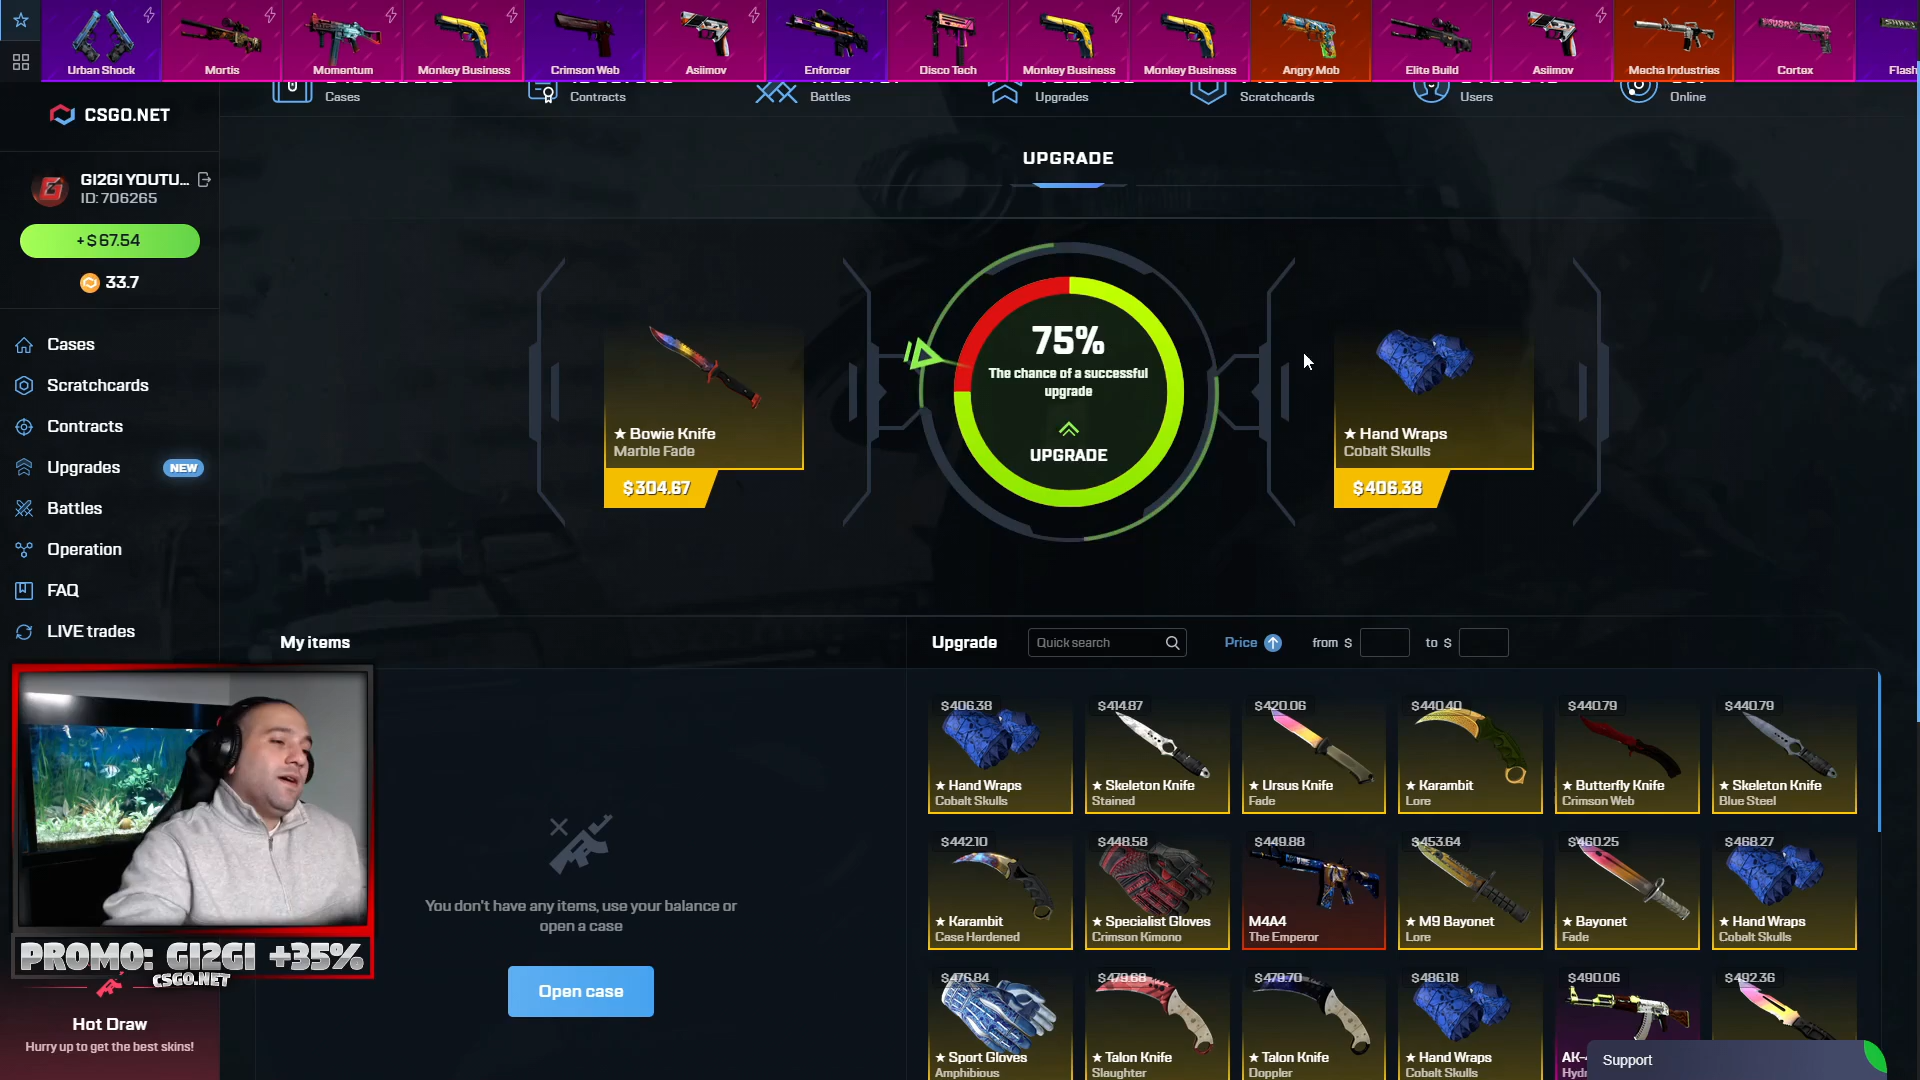 Urban Shock
Mortis
Momentum
Monkey Business
Crimson Web
Asiimov
Enforcer
Disco Tech
Monkey Business
Monkey Business
Angry Mob
Elite Build
Asiimov
Mecha Industries
Cortex
Flash
CSGO.NET
Cases
Contracts
Battles
Upgrades
Scratchcards
Users
Online
GI2GI YOUTU...
ID: 706265
+ $ 67.54
33.7
Cases
Scratchcards
Contracts
Upgrades NEW
Battles
Operation
FAQ
LIVE trades
UPGRADE
★ Bowie Knife
Marble Fade
$ 304.67
75%
The chance of a successful
upgrade
UPGRADE
★ Hand Wraps
Cobalt Skulls
$ 406.38
My items
Upgrade
Quick search
Price
from $
to $
You don't have any items, use your balance or
open a case
Open case
$406.38
★ Hand Wraps
Cobalt Skulls
$414.87
★ Skeleton Knife
Stained
$420.06
★ Ursus Knife
Fade
$440.40
★ Karambit
Lore
$440.79
★ Butterfly Knife
Crimson Web
$440.79
★ Skeleton Knife
Blue Steel
$442.10
★ Karambit
Case Hardened
$448.58
★ Specialist Gloves
Crimson Kimono
$449.88
M4A4
The Emperor
$453.64
★ M9 Bayonet
Lore
$460.25
★ Bayonet
Fade
$468.27
★ Hand Wraps
Cobalt Skulls
$476.84
★ Sport Gloves
Amphibious
$479.68
★ Talon Knife
Slaughter
$479.70
★ Talon Knife
Doppler
$486.18
★ Hand Wraps
Cobalt Skulls
$490.06
AK-
Hydr
$492.36
Support
PROMO: GI2GI +35%
CSGO.NET
Hot Draw
Hurry up to get the best skins!